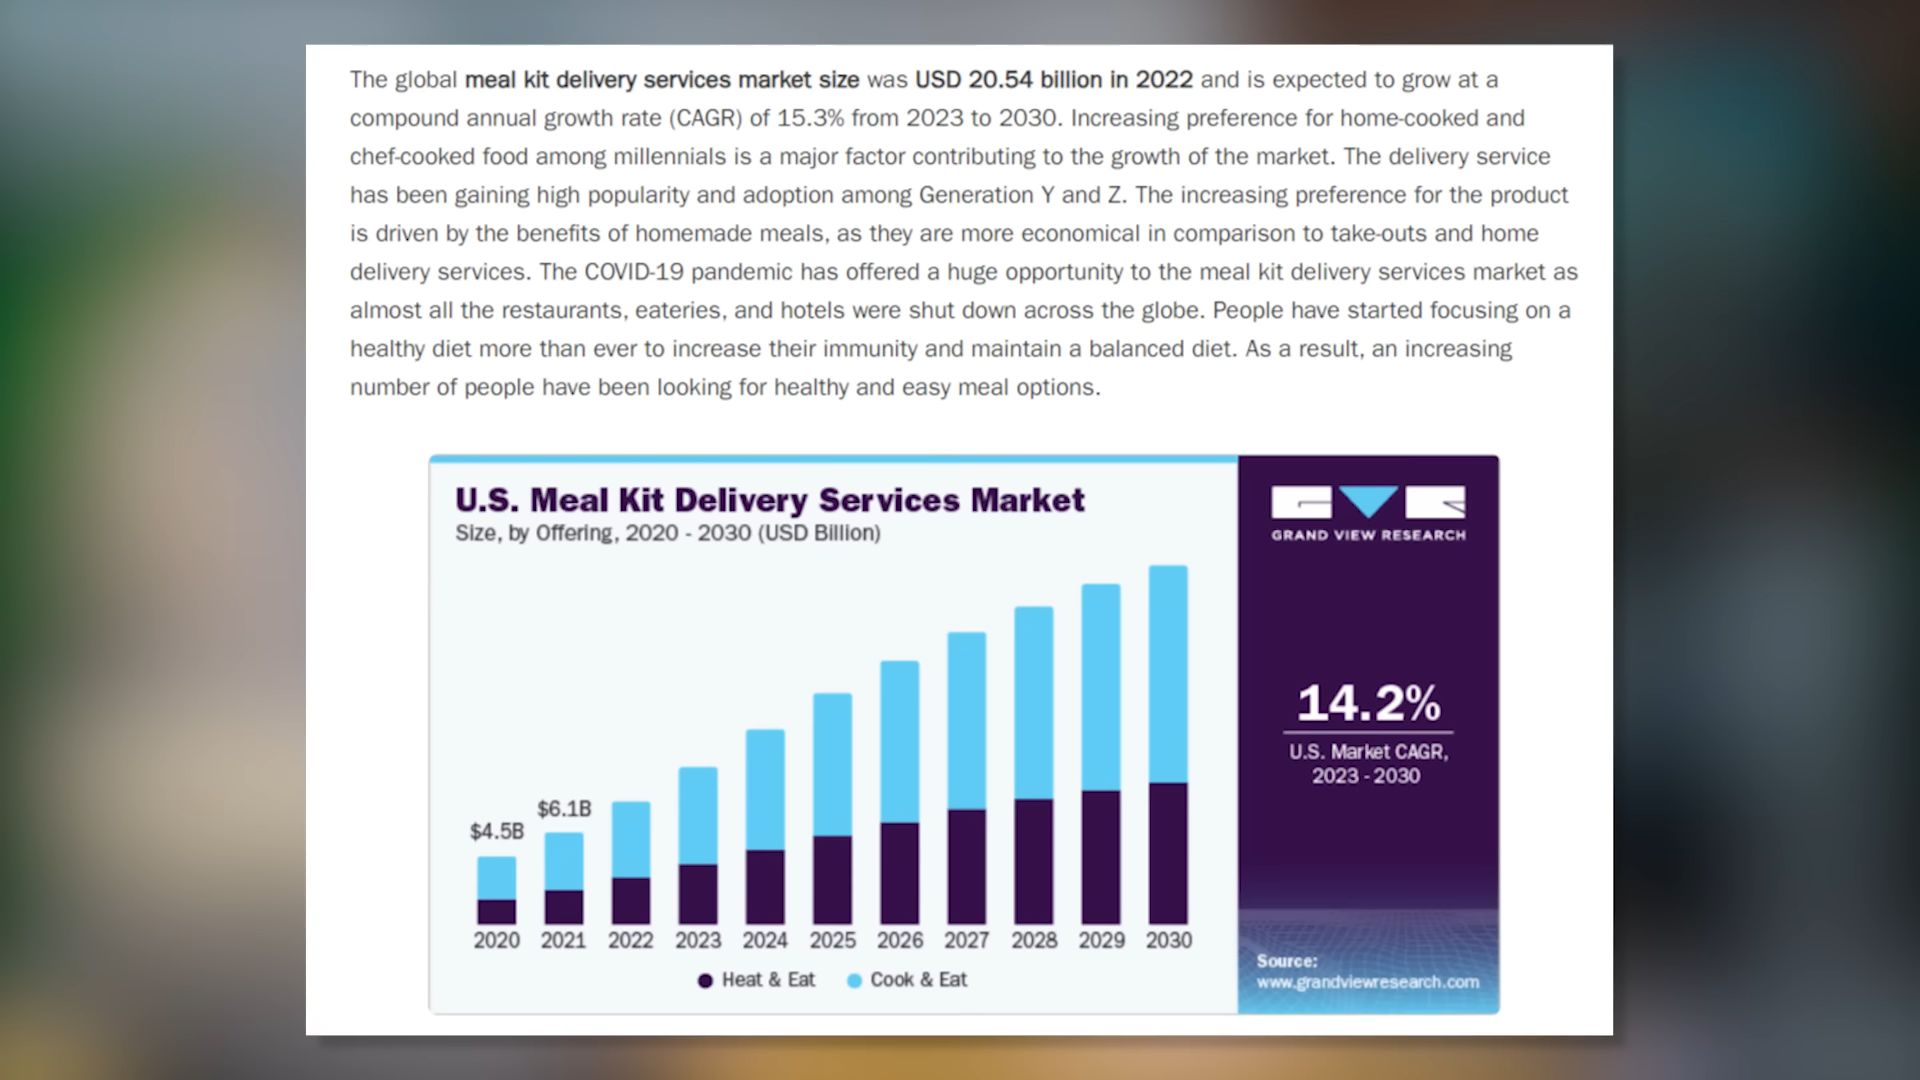 The global meal kit delivery services market size was USD 20.54 billion in 2022 and is expected to grow at a
compound annual growth rate (CAGR) of 15.3% from 2023 to 2030. Increasing preference for home-cooked and
chef-cooked food among millennials is a major factor contributing to the growth of the market. The delivery service
has been gaining high popularity and adoption among Generation Y and Z. The increasing preference for the product
is driven by the benefits of homemade meals, as they are more economical in comparison to take-outs and home
delivery services. The COVID-19 pandemic has offered a huge opportunity to the meal kit delivery services market as
almost all the restaurants, eateries, and hotels were shut down across the globe. People have started focusing on a
healthy diet more than ever to increase their immunity and maintain a balanced diet. As a result, an increasing
number of people have been looking for healthy and easy meal options.
U.S. Meal Kit Delivery Services Market
Size, by Offering, 2020 - 2030 (USD Billion)
$4.5B
$6.1B
2020 2021 2022 2023 2024 2025 2026 2027 2028 2029 2030
Heat & Eat Cook & Eat
GRAND VIEW RESEARCH
14.2%
U.S. Market CAGR,
2023 - 2030
Source:
www.grandviewresearch.com